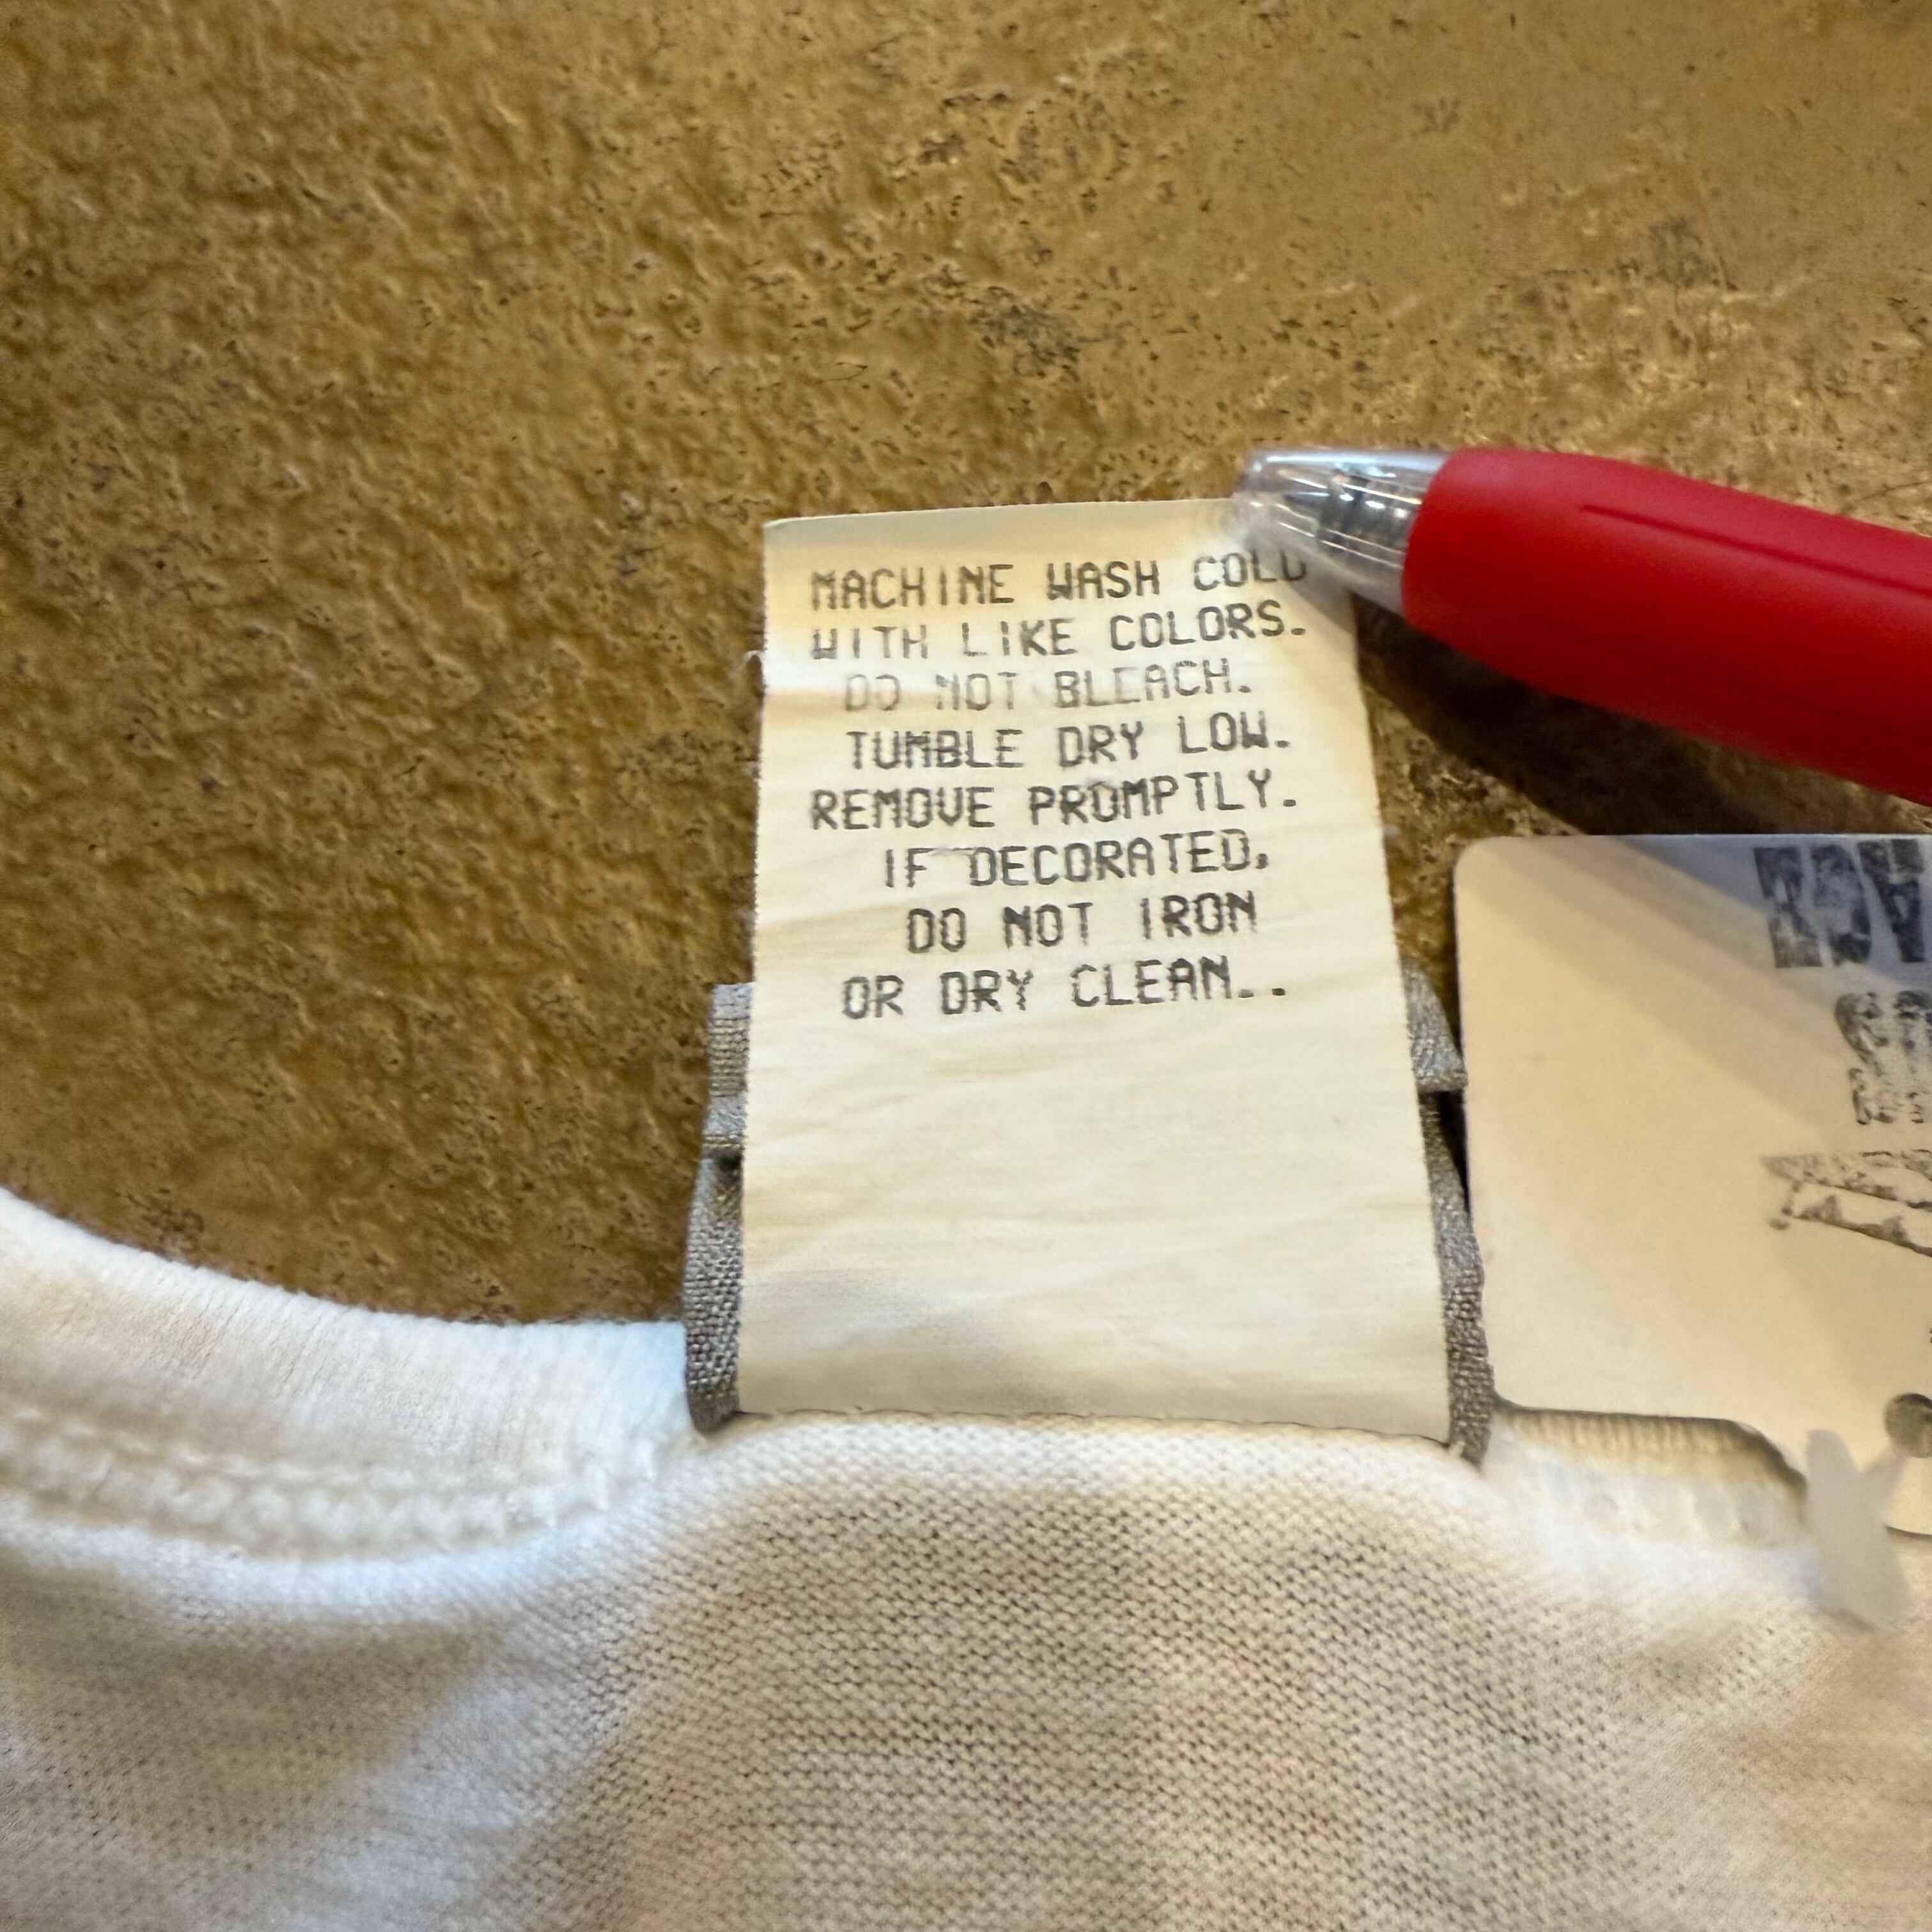 MACHINE WASH COLD
WITH LIKE COLORS.
DO NOT BLEACH.
TUMBLE DRY LOW.
REMOVE PROMPTLY.
IF DECORATED,
DO NOT IRON
OR DRY CLEAN..